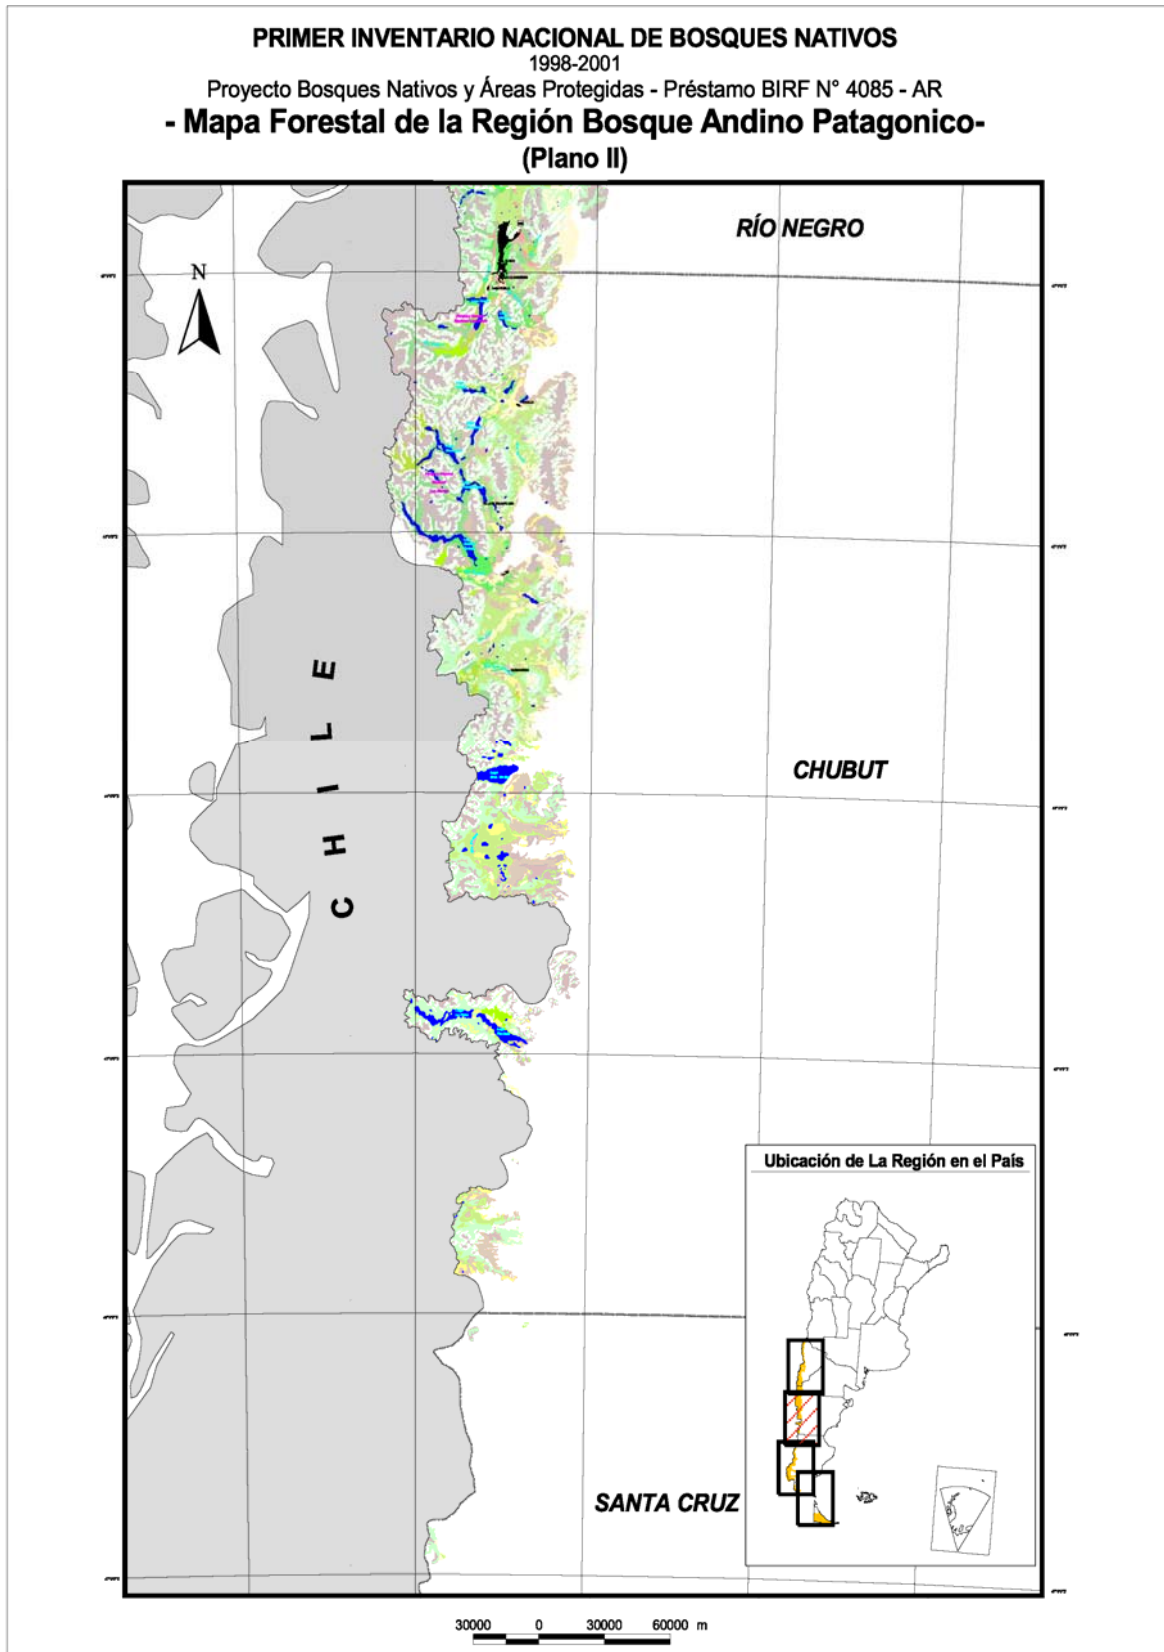 PRIMER INVENTARIO NACIONAL DE BOSQUES NATIVOS
1998-2001
Proyecto Bosques Nativos y Áreas Protegidas - Préstamo BIRF N° 4085 - AR
- Mapa Forestal de la Región Bosque Andino Patagonico-
(Plano II)
RÍO NEGRO
N
CHILE
CHUBUT
Ubicación de La Región en el País
SANTA CRUZ
30000 0 30000 60000 m